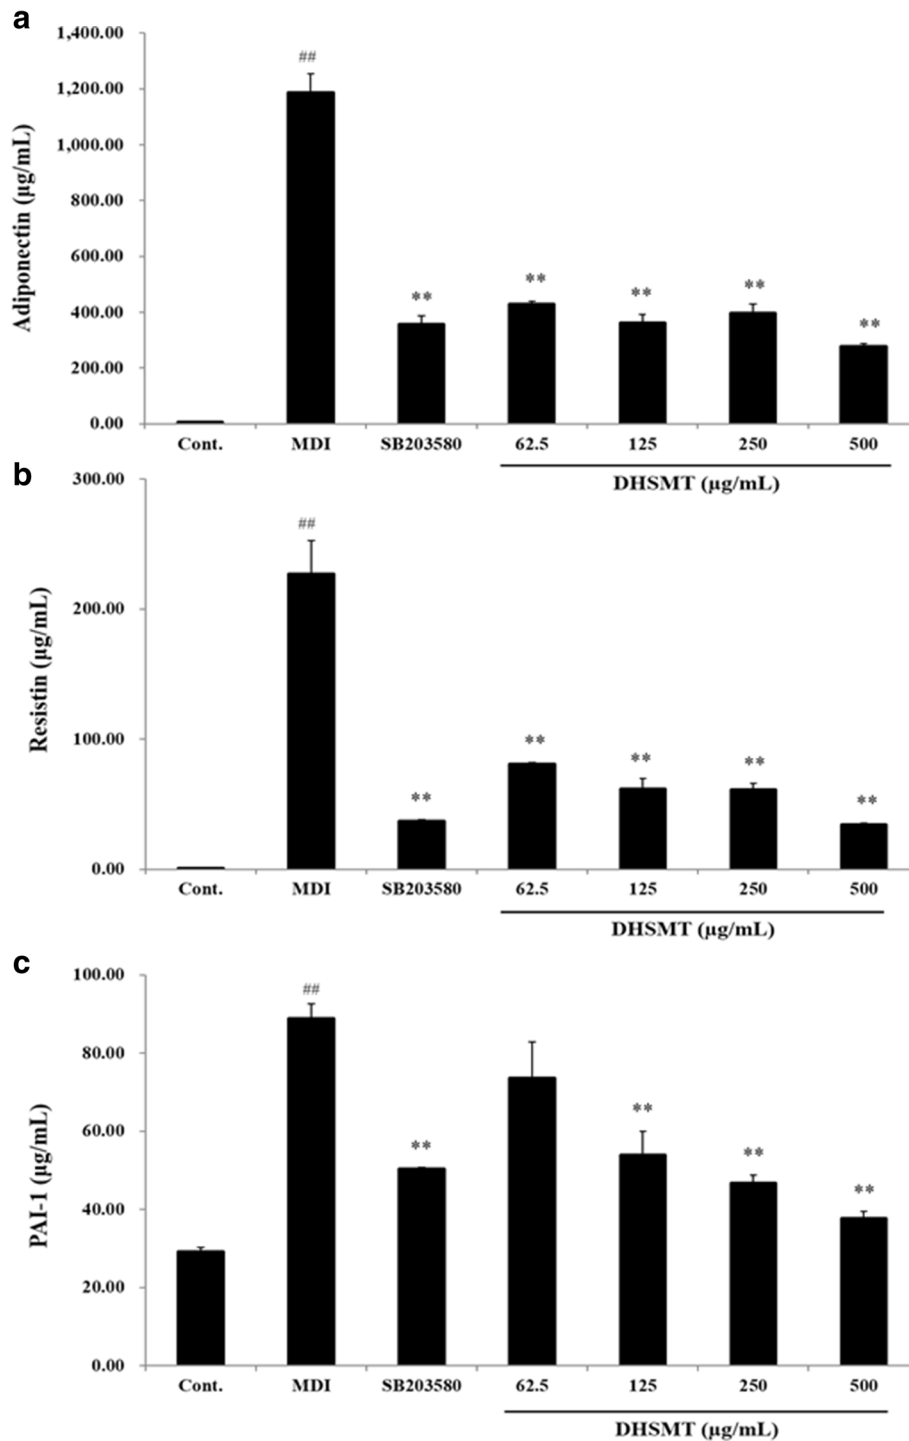 a
Adiponectin (µg/mL)
1,400.00
1,200.00
1,000.00
800.00
600.00
400.00
200.00
0.00
##
**
**
**
**
**
Cont. MDI SB203580 62.5 125 250 500
DHSMT (µg/mL)
b
Resistin (µg/mL)
300.00
200.00
100.00
0.00
##
**
**
**
**
**
Cont. MDI SB203580 62.5 125 250 500
DHSMT (µg/mL)
c
PAI-1 (µg/mL)
100.00
80.00
60.00
40.00
20.00
0.00
##
**
**
**
**
Cont. MDI SB203580 62.5 125 250 500
DHSMT (µg/mL)